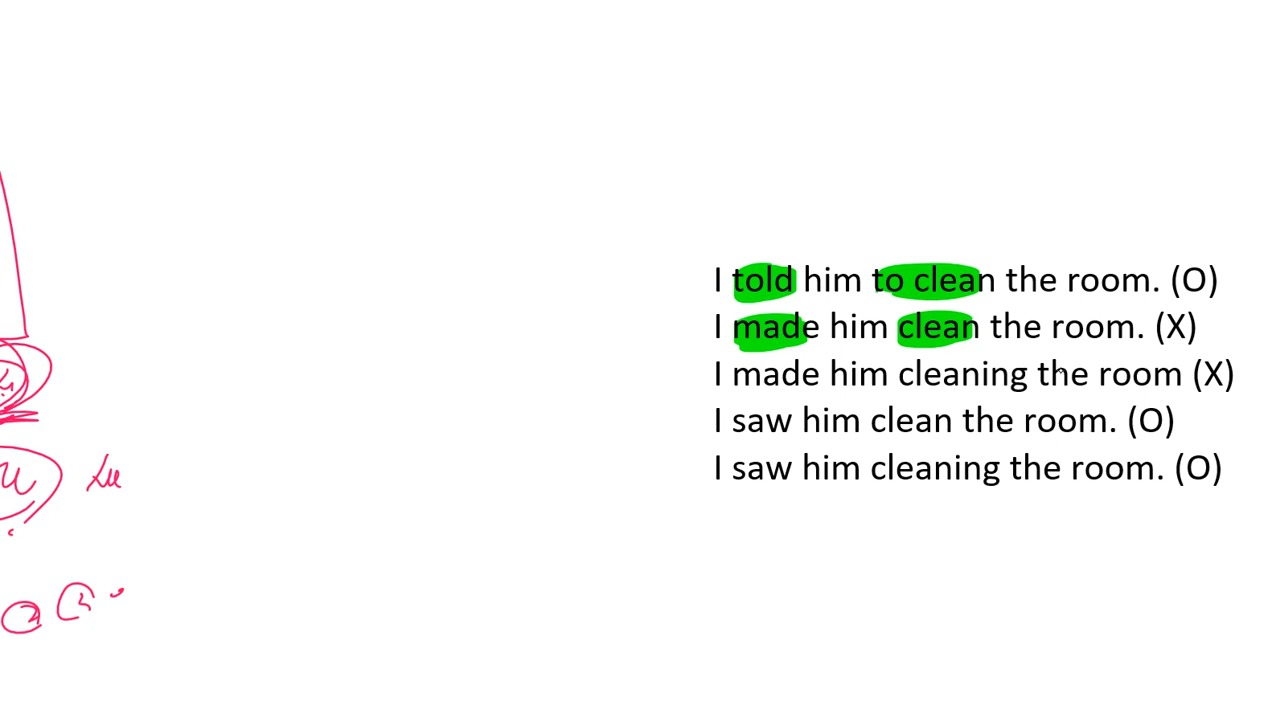 I told him to clean the room. (O)
I made him clean the room. (X)
I made him cleaning the room (X)
I saw him clean the room. (O)
I saw him cleaning the room. (O)